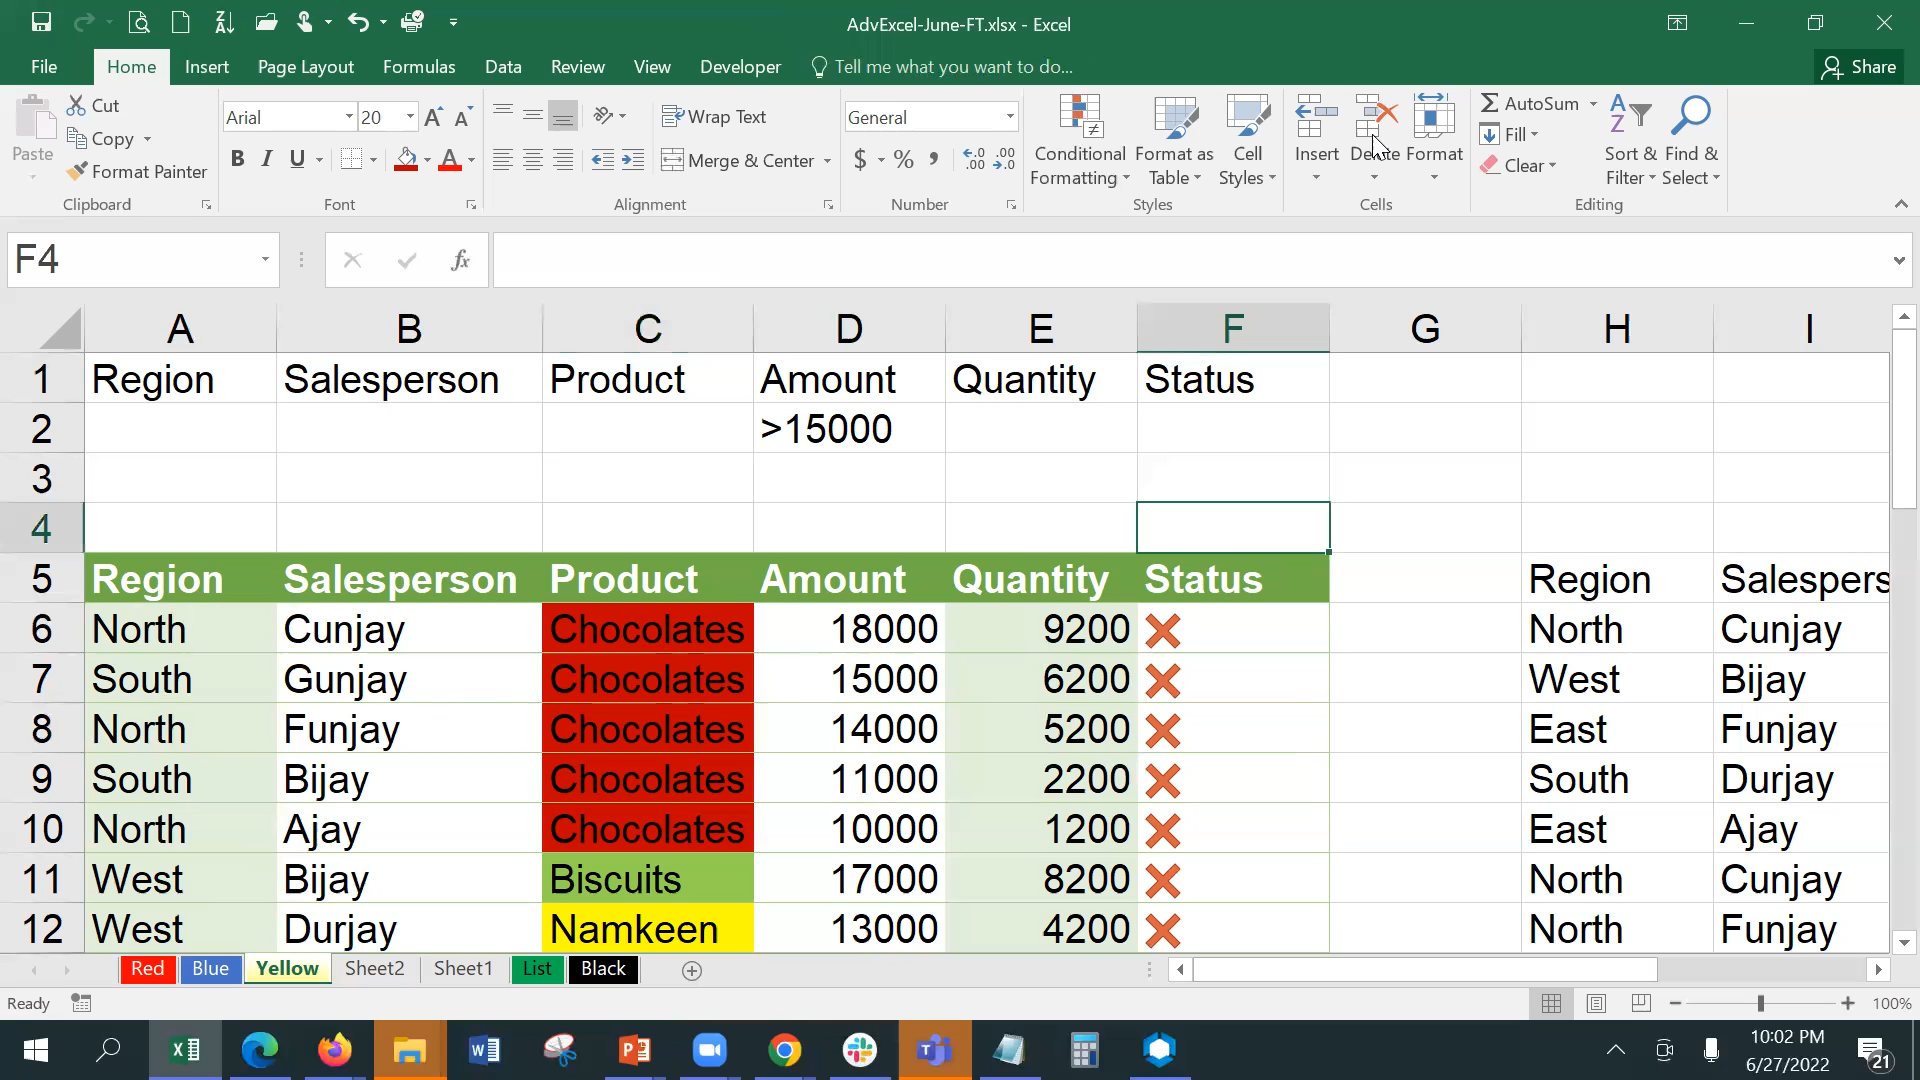 AdvExcel-June-FT.xlsx - Excel
File Home Insert Page Layout Formulas Data Review View Developer Tell me what you want to do... Share
Paste Cut Copy Format Painter
Clipboard
Arial 20
B I U
Font
Wrap Text
Merge & Center
Alignment
General
$ % ,
Number
Conditional Formatting Format as Table Cell Styles
Styles
Insert Delete Format
Cells
AutoSum Fill Clear
Sort & Filter Find & Select
Editing
F4 fx
A B C D E F G H I
1 Region Salesperson Product Amount Quantity Status
2 >15000
3
4
5 Region Salesperson Product Amount Quantity Status Region Salespers
6 North Cunjay Chocolates 18000 9200 North Cunjay
7 South Gunjay Chocolates 15000 6200 West Bijay
8 North Funjay Chocolates 14000 5200 East Funjay
9 South Bijay Chocolates 11000 2200 South Durjay
10 North Ajay Chocolates 10000 1200 East Ajay
11 West Bijay Biscuits 17000 8200 North Cunjay
12 West Durjay Namkeen 13000 4200 North Funjay
Red Blue Yellow Sheet2 Sheet1 List Black
Ready 100%
10:02 PM
6/27/2022
21